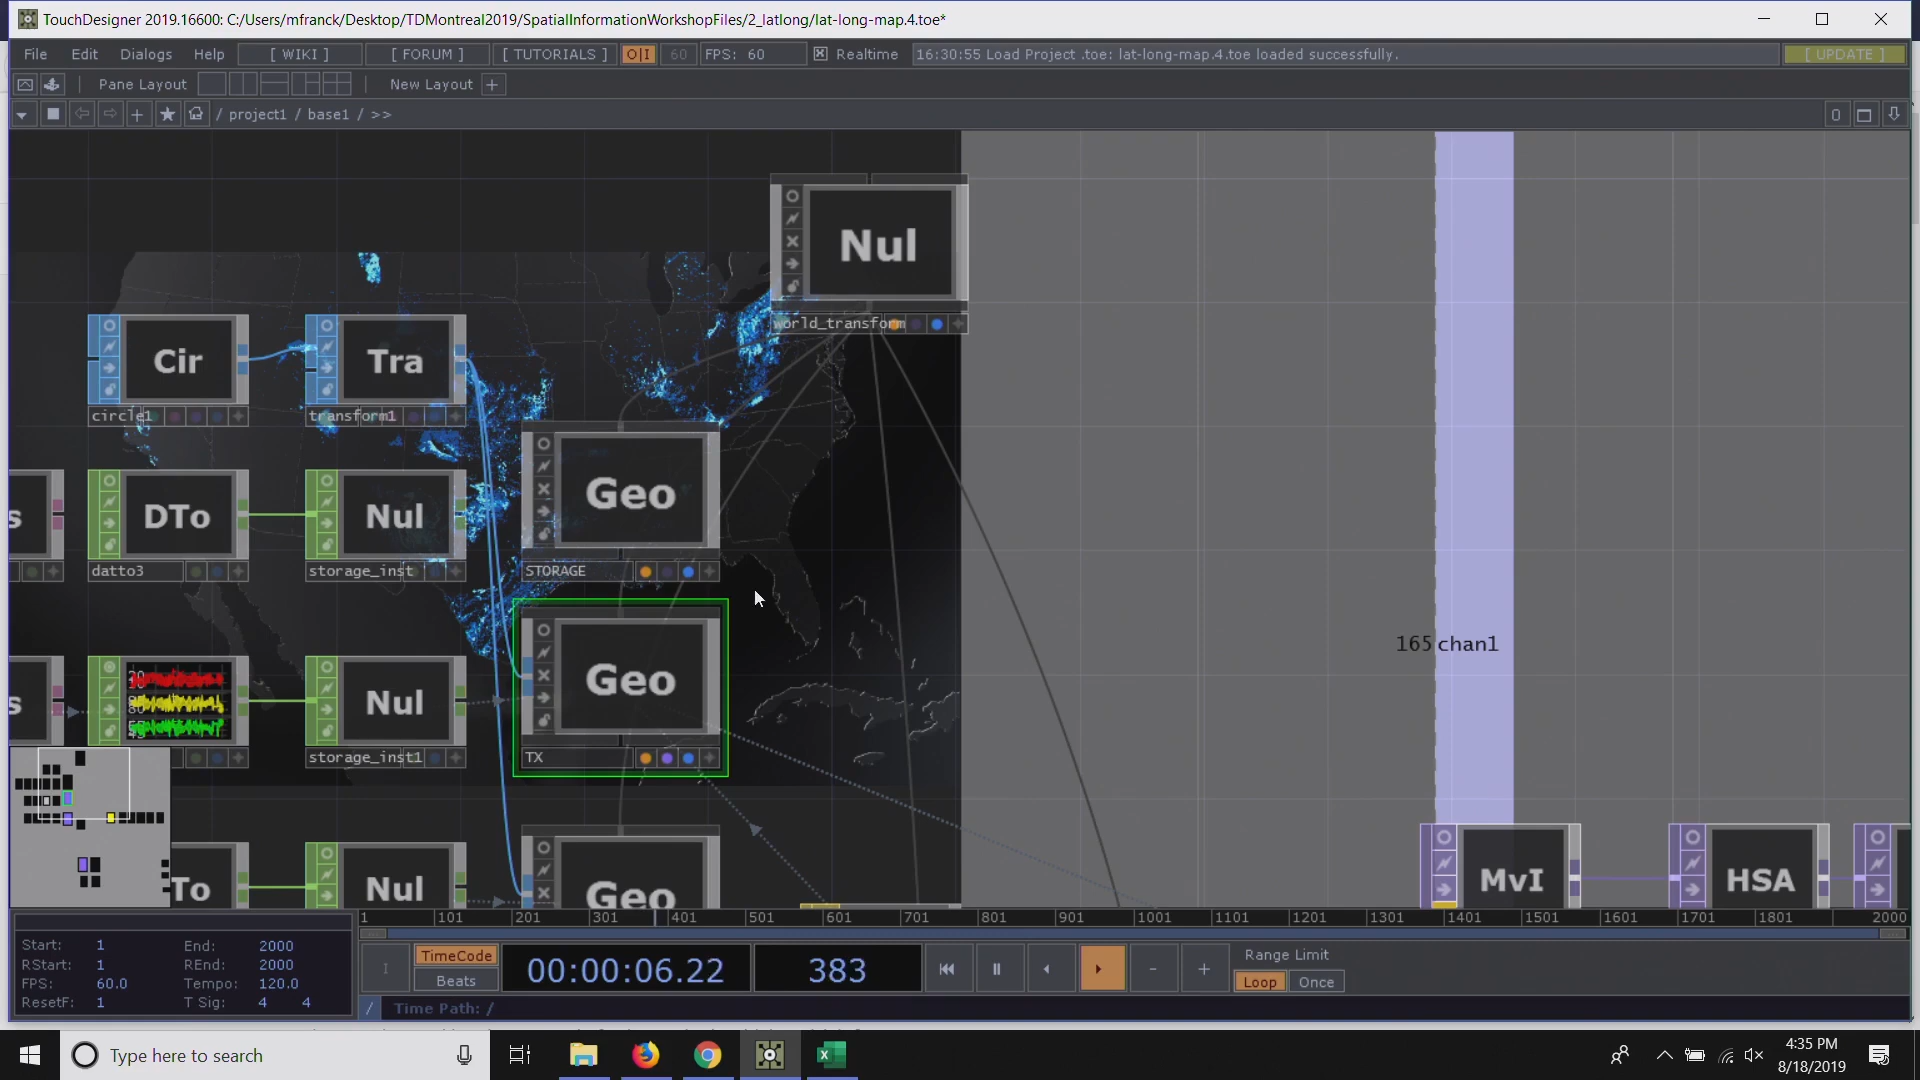 TouchDesigner 2019.16600: C:/Users/mfranck/Desktop/TDMontreal2019/SpatialInformationWorkshopFiles/2_latlong/lat-long-map.4.toe*
File Edit Dialogs Help [ WIKI ] [ FORUM ] [ TUTORIALS ] O|I 60 FPS: 60 Realtime 16:30:55 Load Project .toe: lat-long-map.4.toe loaded successfully. [ UPDATE ]
Pane Layout New Layout +
/ project1 / base1 / >> 0
Nul
world_transform
Cir Tra
circle1 transform1
Geo
s DTo Nul
datto3 storage_inst STORAGE
165 chan1
Geo
s Nul
storage_inst1 TX
To Nul Geo MvI HSA
1 101 201 301 401 501 601 701 801 901 1001 1101 1201 1301 1401 1501 1601 1701 1801 2000
Start: 1 End: 2000
RStart: 1 REnd: 2000
FPS: 60.0 Tempo: 120.0
ResetF: 1 T Sig: 4 4
TimeCode
Beats
00:00:06.22 383
Range Limit
Loop Once
/ Time Path: /
Type here to search
4:35 PM
8/18/2019